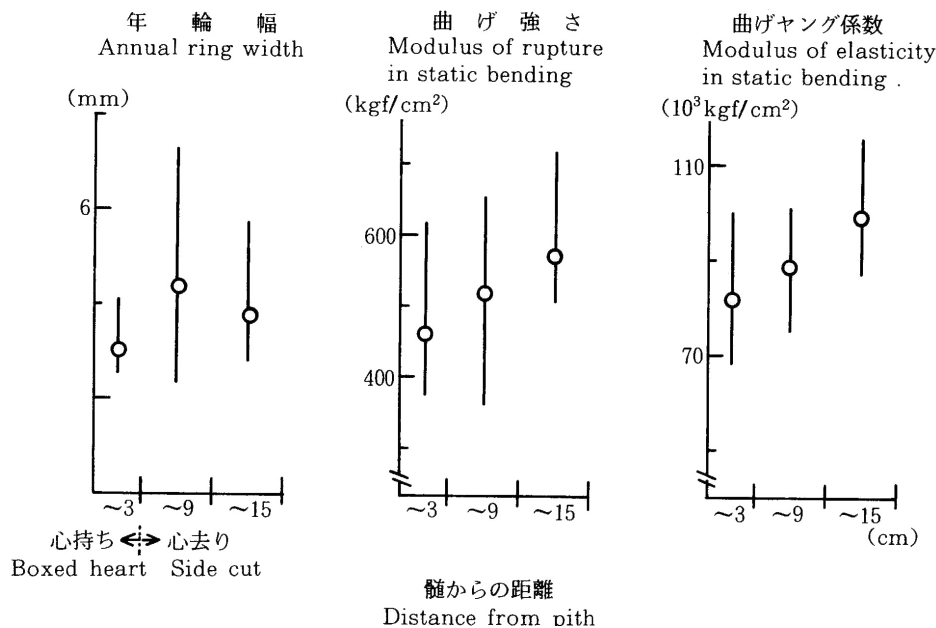 年輪幅
Annual ring width
(mm)
6
~3
~9
~15
心持ち ↔ 心去り
Boxed heart Side cut
曲げ強さ
Modulus of rupture
in static bending
(kgf/cm²)
600
400
~3
~9
~15
曲げヤング係数
Modulus of elasticity
in static bending
(10³kgf/cm²)
110
70
~3
~9
~15
(cm)
髄からの距離
Distance from pith